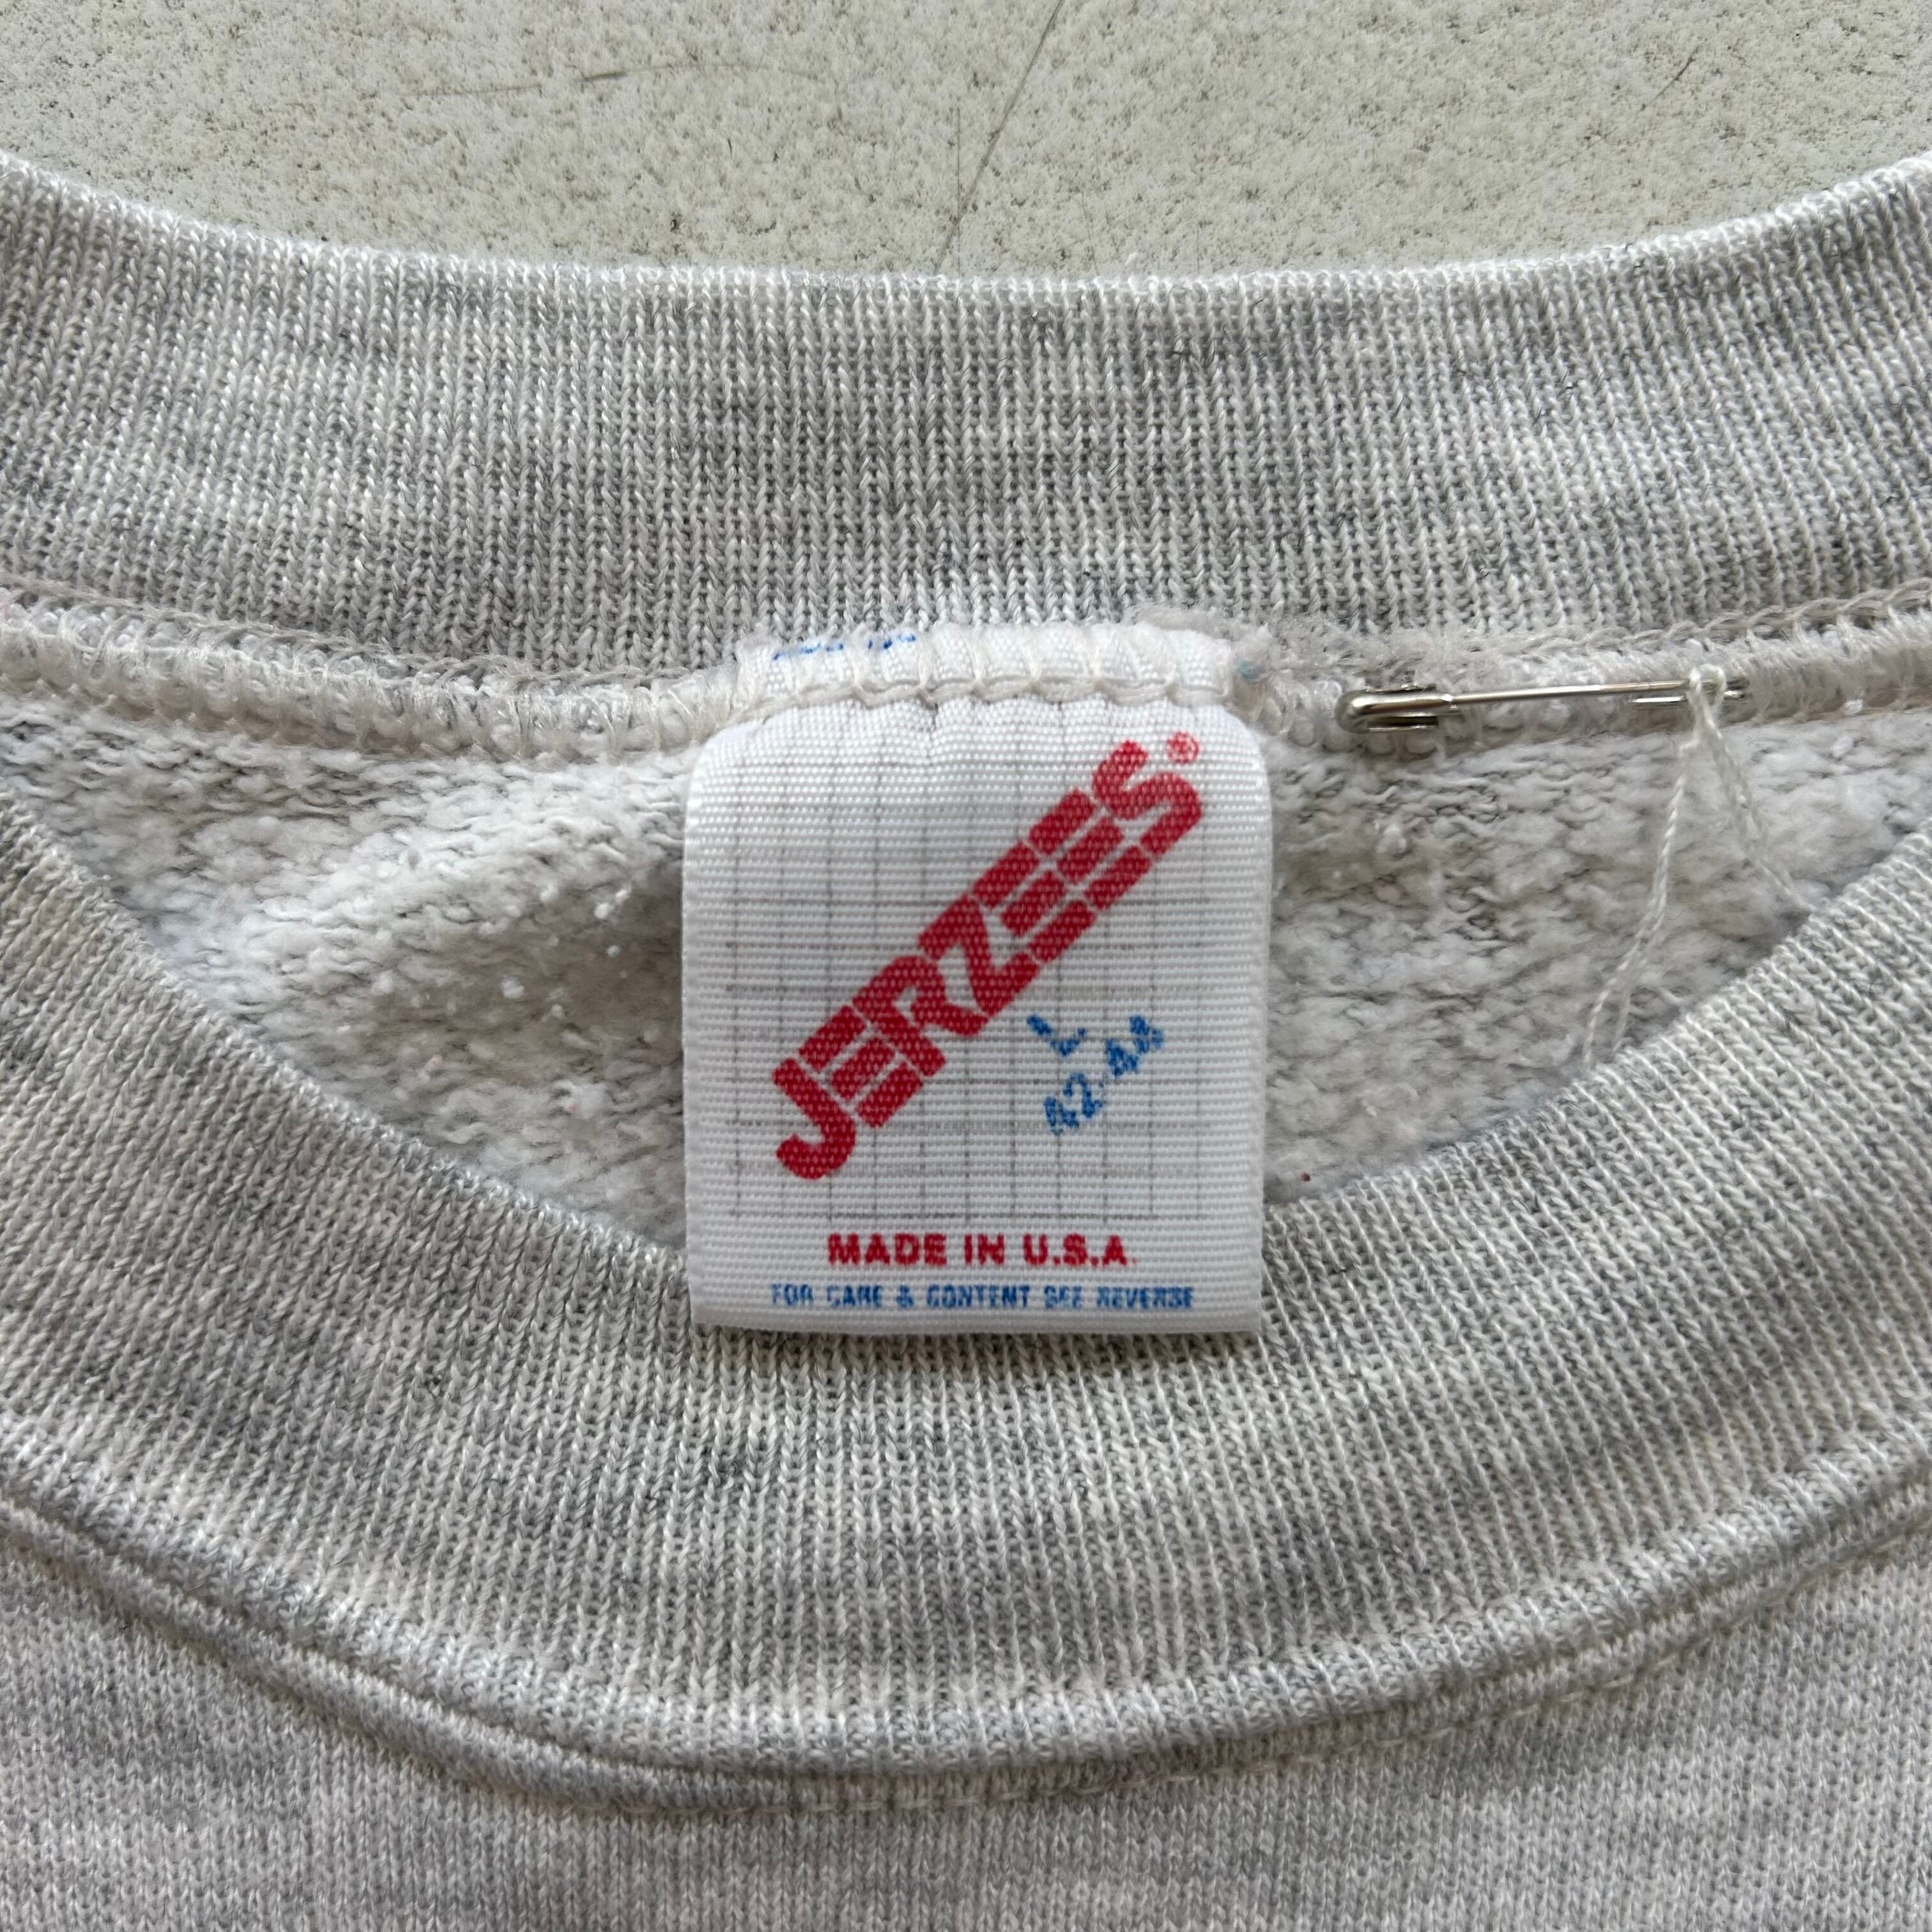 JERZEES®
L
42-44
MADE IN U.S.A.
FOR CARE & CONTENT SEE REVERSE